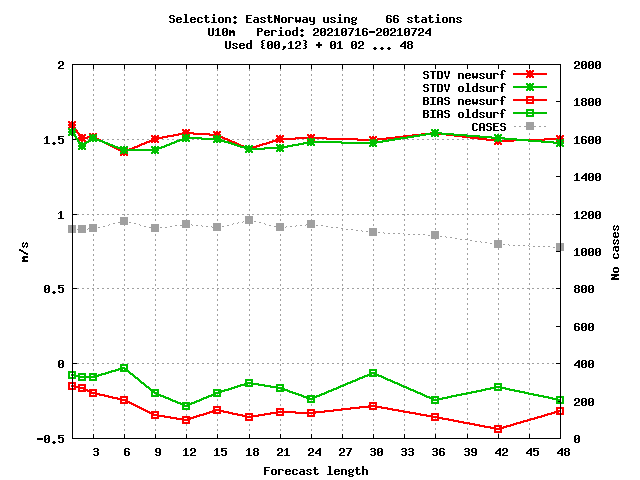 Selection: EastNorway using    66 stations
U10m   Period: 20210716-20210724
Used {00,12} + 01 02 ... 48
STDV newsurf
STDV oldsurf
BIAS newsurf
BIAS oldsurf
CASES
2
1.5
1
0.5
0
-0.5
m/s
2000
1800
1600
1400
1200
1000
800
600
400
200
0
No cases
3 6 9 12 15 18 21 24 27 30 33 36 39 42 45 48
Forecast length